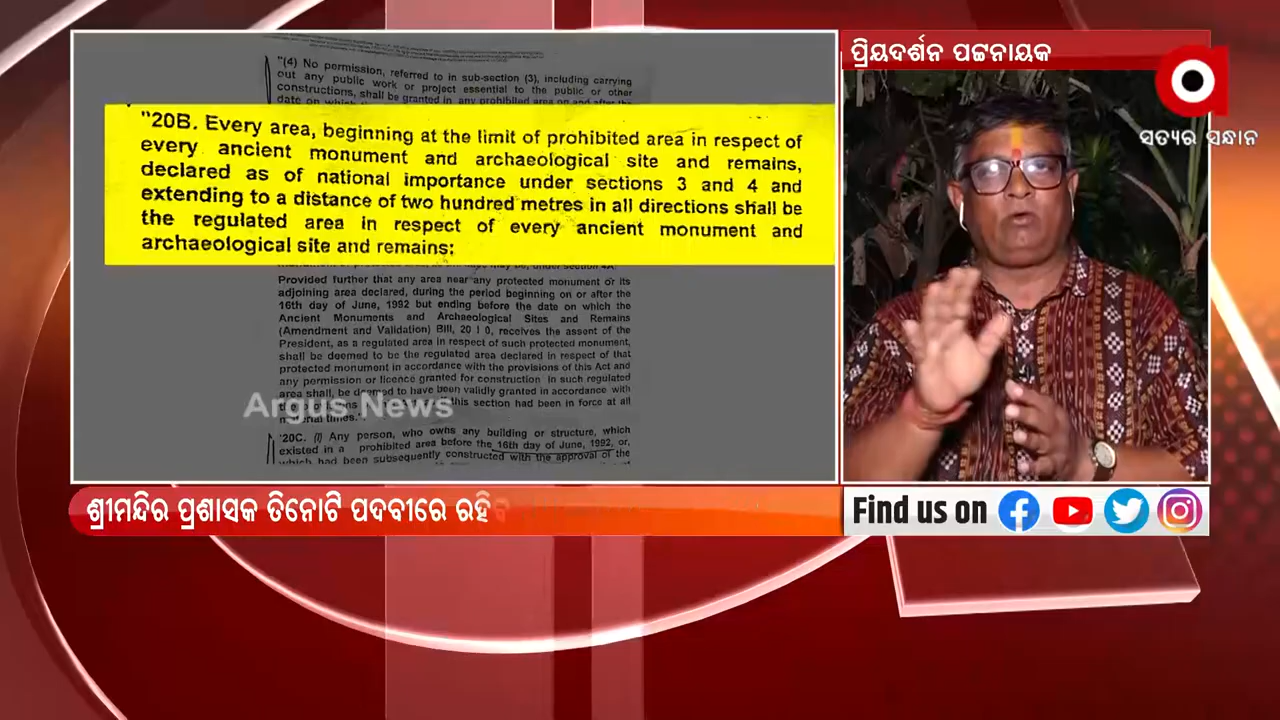 "(4) No permission, referred to in sub-section (3), including carrying
out any public work or project essential to the public or other
constructions, shall be granted in any prohibited area on and after the
"20B. Every area, beginning at the limit of prohibited area in respect of
every ancient monument and archaeological site and remains,
declared as of national importance under sections 3 and 4 and
extending to a distance of two hundred metres in all directions shall be
the regulated area in respect of every ancient monument and
archaeological site and remains;
Provided further that any area near any protected monument or its
adjoining area declared, during the period beginning on or after the
16th day of June, 1992 but ending before the date on which the
Ancient Monuments and Archaeological Sites and Remains
(Amendment and Validation) Bill, 20 I 0, receives the assent of the
President, as a regulated area in respect of such protected monument,
shall be deemed to be the regulated area declared in respect of that
protected monument in accordance with the provisions of this Act and
any permission or licence granted for construction in such regulated
area shall, be deemed to have been validly granted in accordance with
this section had been in force at all
times.
Argus News
'20C. (I) Any person, who owns any building or structure, which
existed in a prohibited area before the 16th day of June, 1992, or,
which had been subsequently constructed with the approval of the
ପ୍ରିୟଦର୍ଶନ ପଟ୍ଟନାୟକ
a
ସତ୍ୟର ସନ୍ଧାନ
ଶ୍ରୀମନ୍ଦିର ପ୍ରଶାସକ ତିନୋଟି ପଦବୀରେ ରହି
Find us on